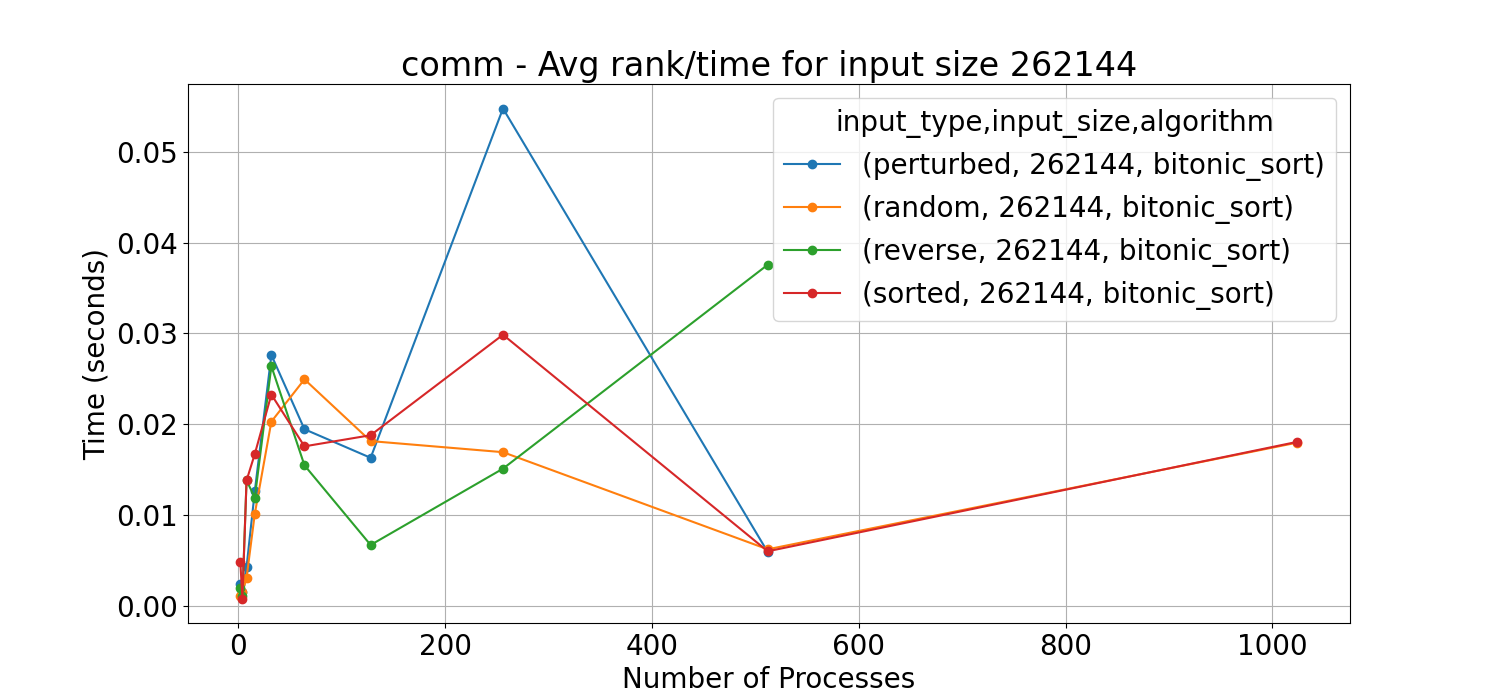 comm - Avg rank/time for input size 262144
input_type,input_size,algorithm
(perturbed, 262144, bitonic_sort)
(random, 262144, bitonic_sort)
(reverse, 262144, bitonic_sort)
(sorted, 262144, bitonic_sort)
Time (seconds)
0.05
0.04
0.03
0.02
0.01
0.00
0 200 400 600 800 1000
Number of Processes